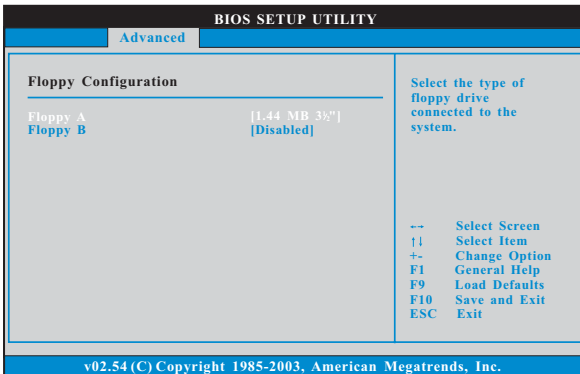 BIOS SETUP UTILITY
Advanced
Floppy Configuration
Floppy A [1.44 MB 3½"]
Floppy B [Disabled]
Select the type of
floppy drive
connected to the
system.
←→ Select Screen
↑↓ Select Item
+- Change Option
F1 General Help
F9 Load Defaults
F10 Save and Exit
ESC Exit
v02.54 (C) Copyright 1985-2003, American Megatrends, Inc.